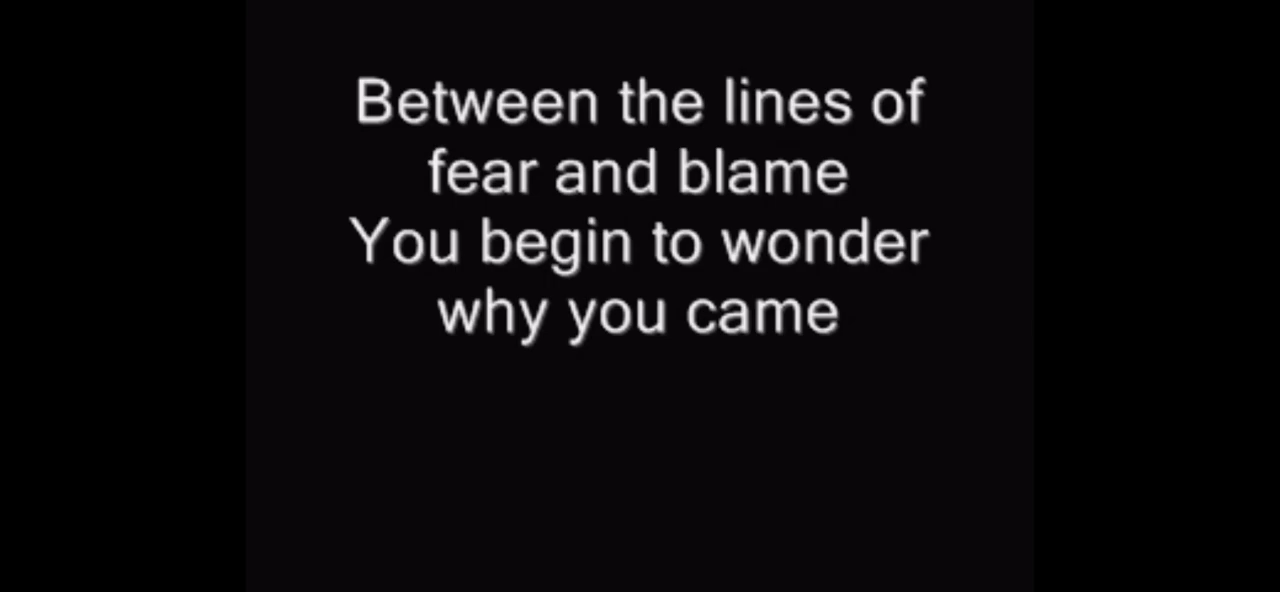 Between the lines of
fear and blame
You begin to wonder
why you came